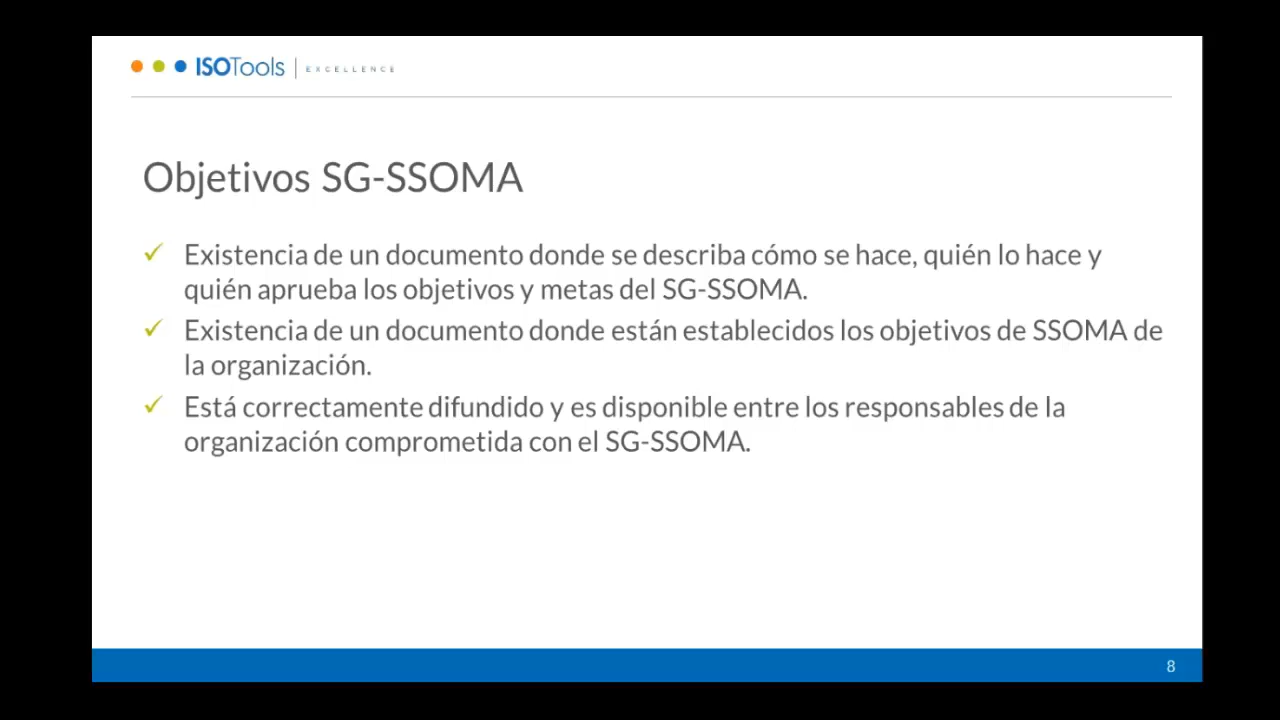 ISOTools | EXCELLENCE
Objetivos SG-SSOMA
✓ Existencia de un documento donde se describa cómo se hace, quién lo hace y
quién aprueba los objetivos y metas del SG-SSOMA.
✓ Existencia de un documento donde están establecidos los objetivos de SSOMA de
la organización.
✓ Está correctamente difundido y es disponible entre los responsables de la
organización comprometida con el SG-SSOMA.
8